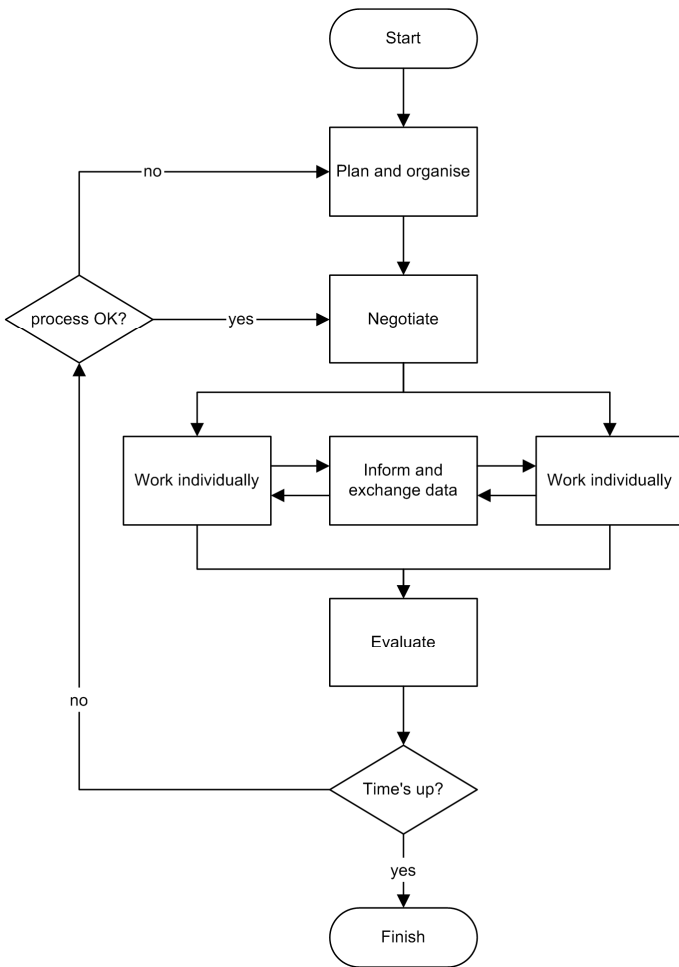 Start
no
Plan and organise
process OK?
yes
Negotiate
Work individually
Inform and
exchange data
Work individually
Evaluate
no
Time's up?
yes
Finish